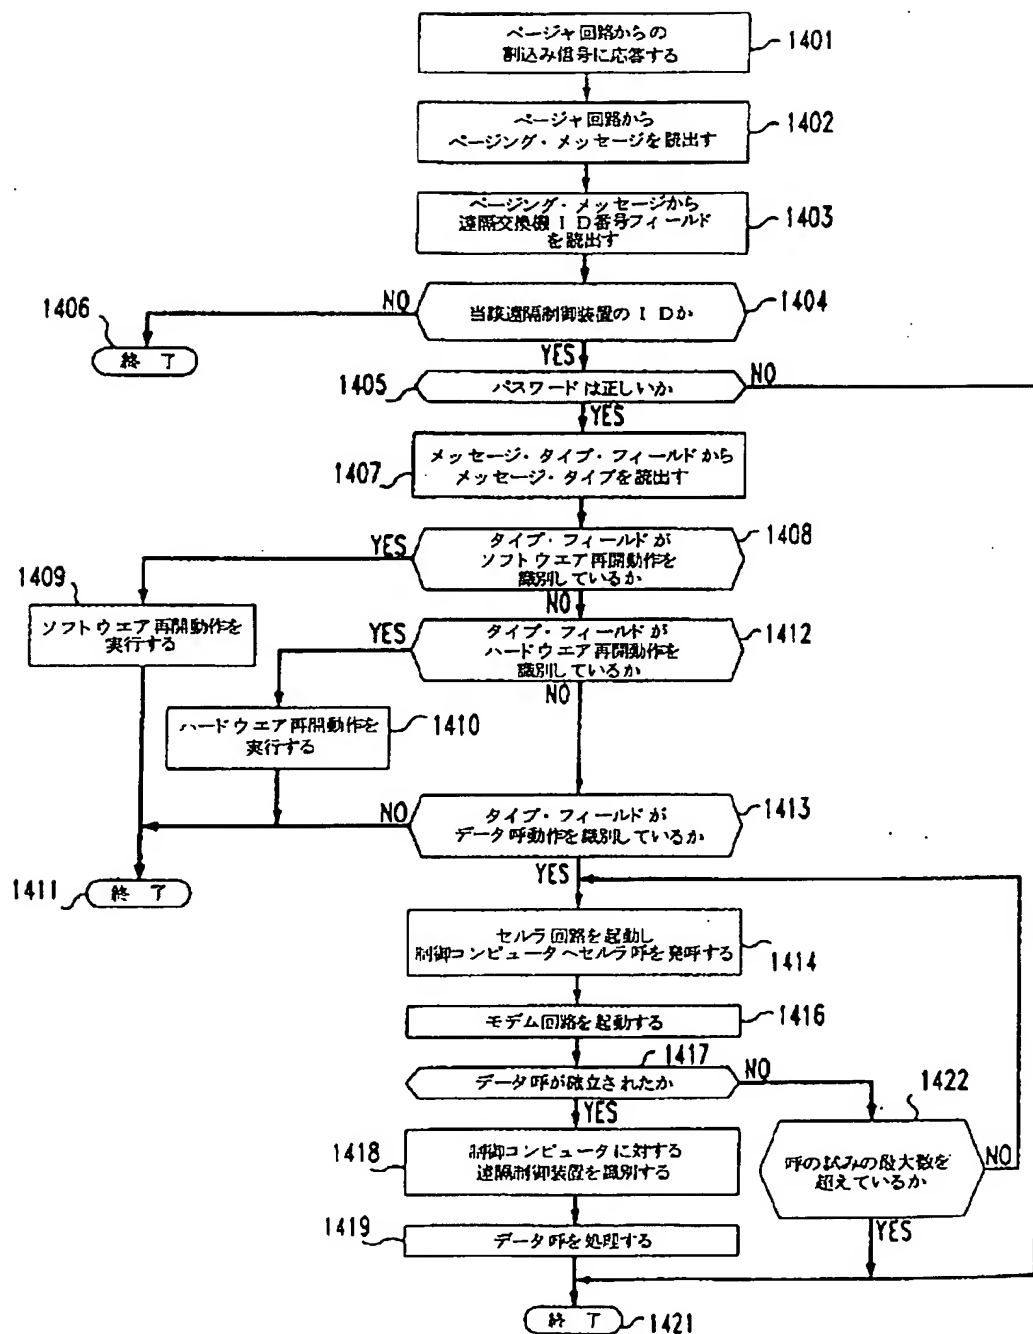 ページャ回路からの
割込み信号に応答する
1401
ページャ回路から
ページング・メッセージを読出す
1402
ページング・メッセージから
遠隔交換機ID番号フィールド
を読出す
1403
当該遠隔制御装置のIDか
1404
NO
1406
終了
YES
1405
パスワードは正しいか
NO
YES
1407
メッセージ・タイプ・フィールドから
メッセージ・タイプを読出す
タイプ・フィールドが
ソフトウエア再開動作を
識別しているか
1408
YES
1409
ソフトウエア再開動作を
実行する
NO
タイプ・フィールドが
ハードウエア再開動作を
識別しているか
1412
YES
NO
ハードウエア再開動作を
実行する
1410
タイプ・フィールドが
データ呼動作を識別しているか
1413
NO
1411
終了
YES
セルラ回路を起動し
制御コンピュータへセルラ呼を発呼する
1414
モデム回路を起動する
1416
1417
データ呼が確立されたか
NO
YES
1422
呼の試みの最大数を
超えているか
NO
YES
1418
制御コンピュータに対する
遠隔制御装置を識別する
1419
データ呼を処理する
終了
1421